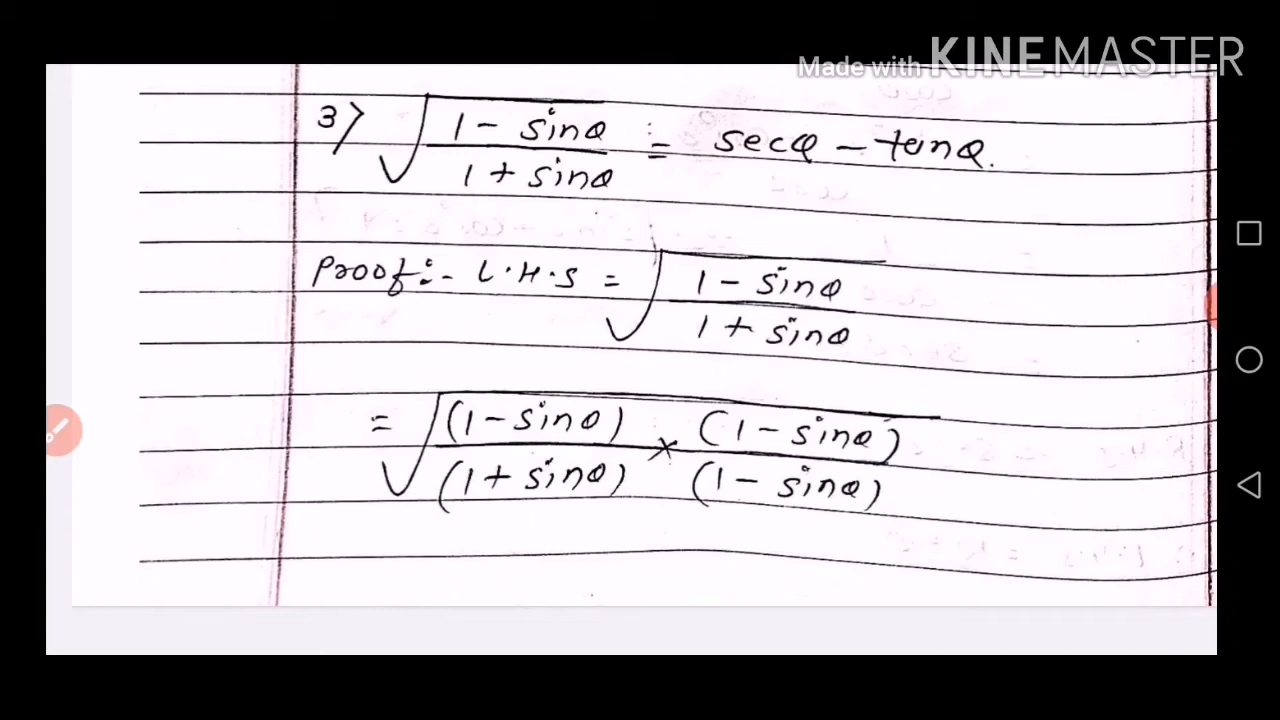 Made with KINEMASTER
3) √(1 - sinθ / 1 + sinθ) = secθ - tanθ.
Proof:- L.H.S = √(1 - sinθ / 1 + sinθ)
= √((1 - sinθ) / (1 + sinθ) × (1 - sinθ) / (1 - sinθ))